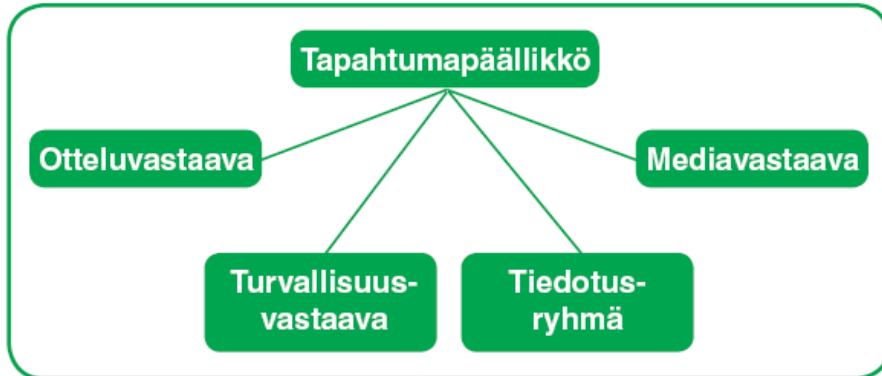 Tapahtumapäällikkö
Otteluvastaava
Mediavastaava
Turvallisuus-
vastaava
Tiedotus-
ryhmä